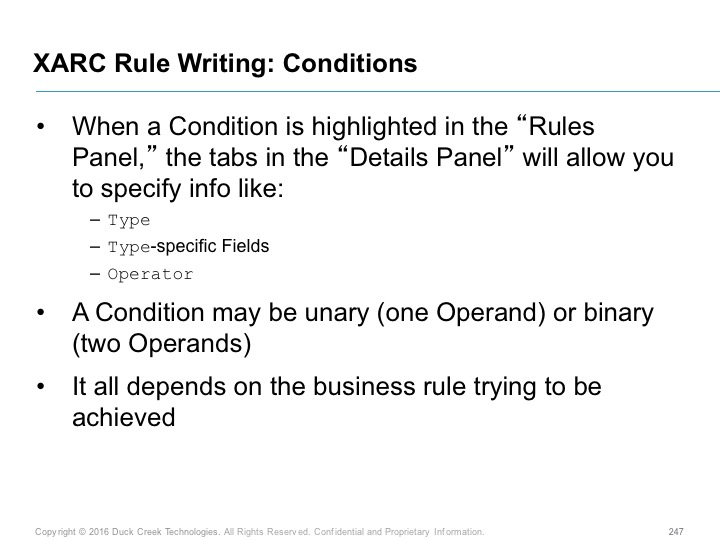 XARC Rule Writing: Conditions
• When a Condition is highlighted in the “Rules
Panel,” the tabs in the “Details Panel” will allow you
to specify info like:
– Type
– Type-specific Fields
– Operator
• A Condition may be unary (one Operand) or binary
(two Operands)
• It all depends on the business rule trying to be
achieved
Copyright © 2016 Duck Creek Technologies. All Rights Reserved. Confidential and Proprietary Information. 247